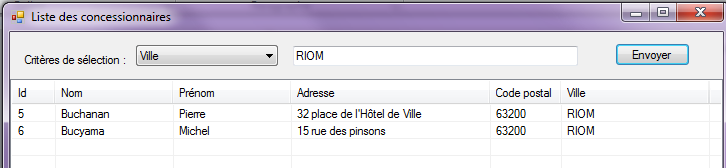 Liste des concessionnaires
Critères de sélection : Ville RIOM Envoyer
Id Nom Prénom Adresse Code postal Ville
5 Buchanan Pierre 32 place de l'Hôtel de Ville 63200 RIOM
6 Bucyama Michel 15 rue des pinsons 63200 RIOM